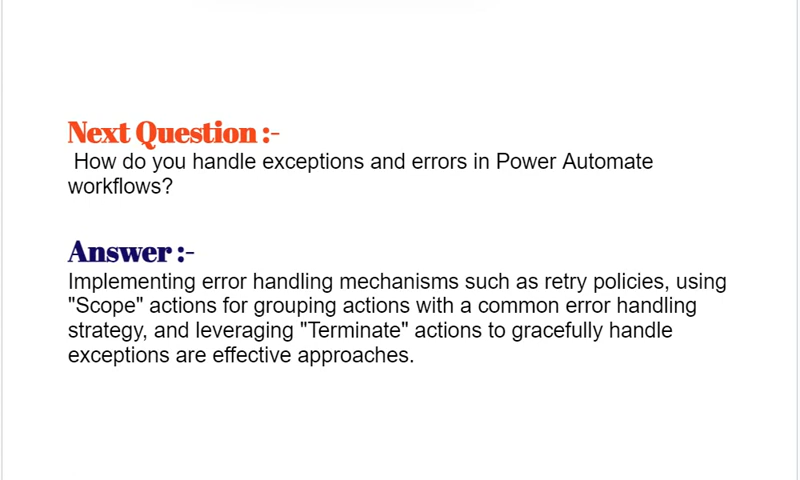 Next Question :-
How do you handle exceptions and errors in Power Automate
workflows?
Answer :-
Implementing error handling mechanisms such as retry policies, using
"Scope" actions for grouping actions with a common error handling
strategy, and leveraging "Terminate" actions to gracefully handle
exceptions are effective approaches.